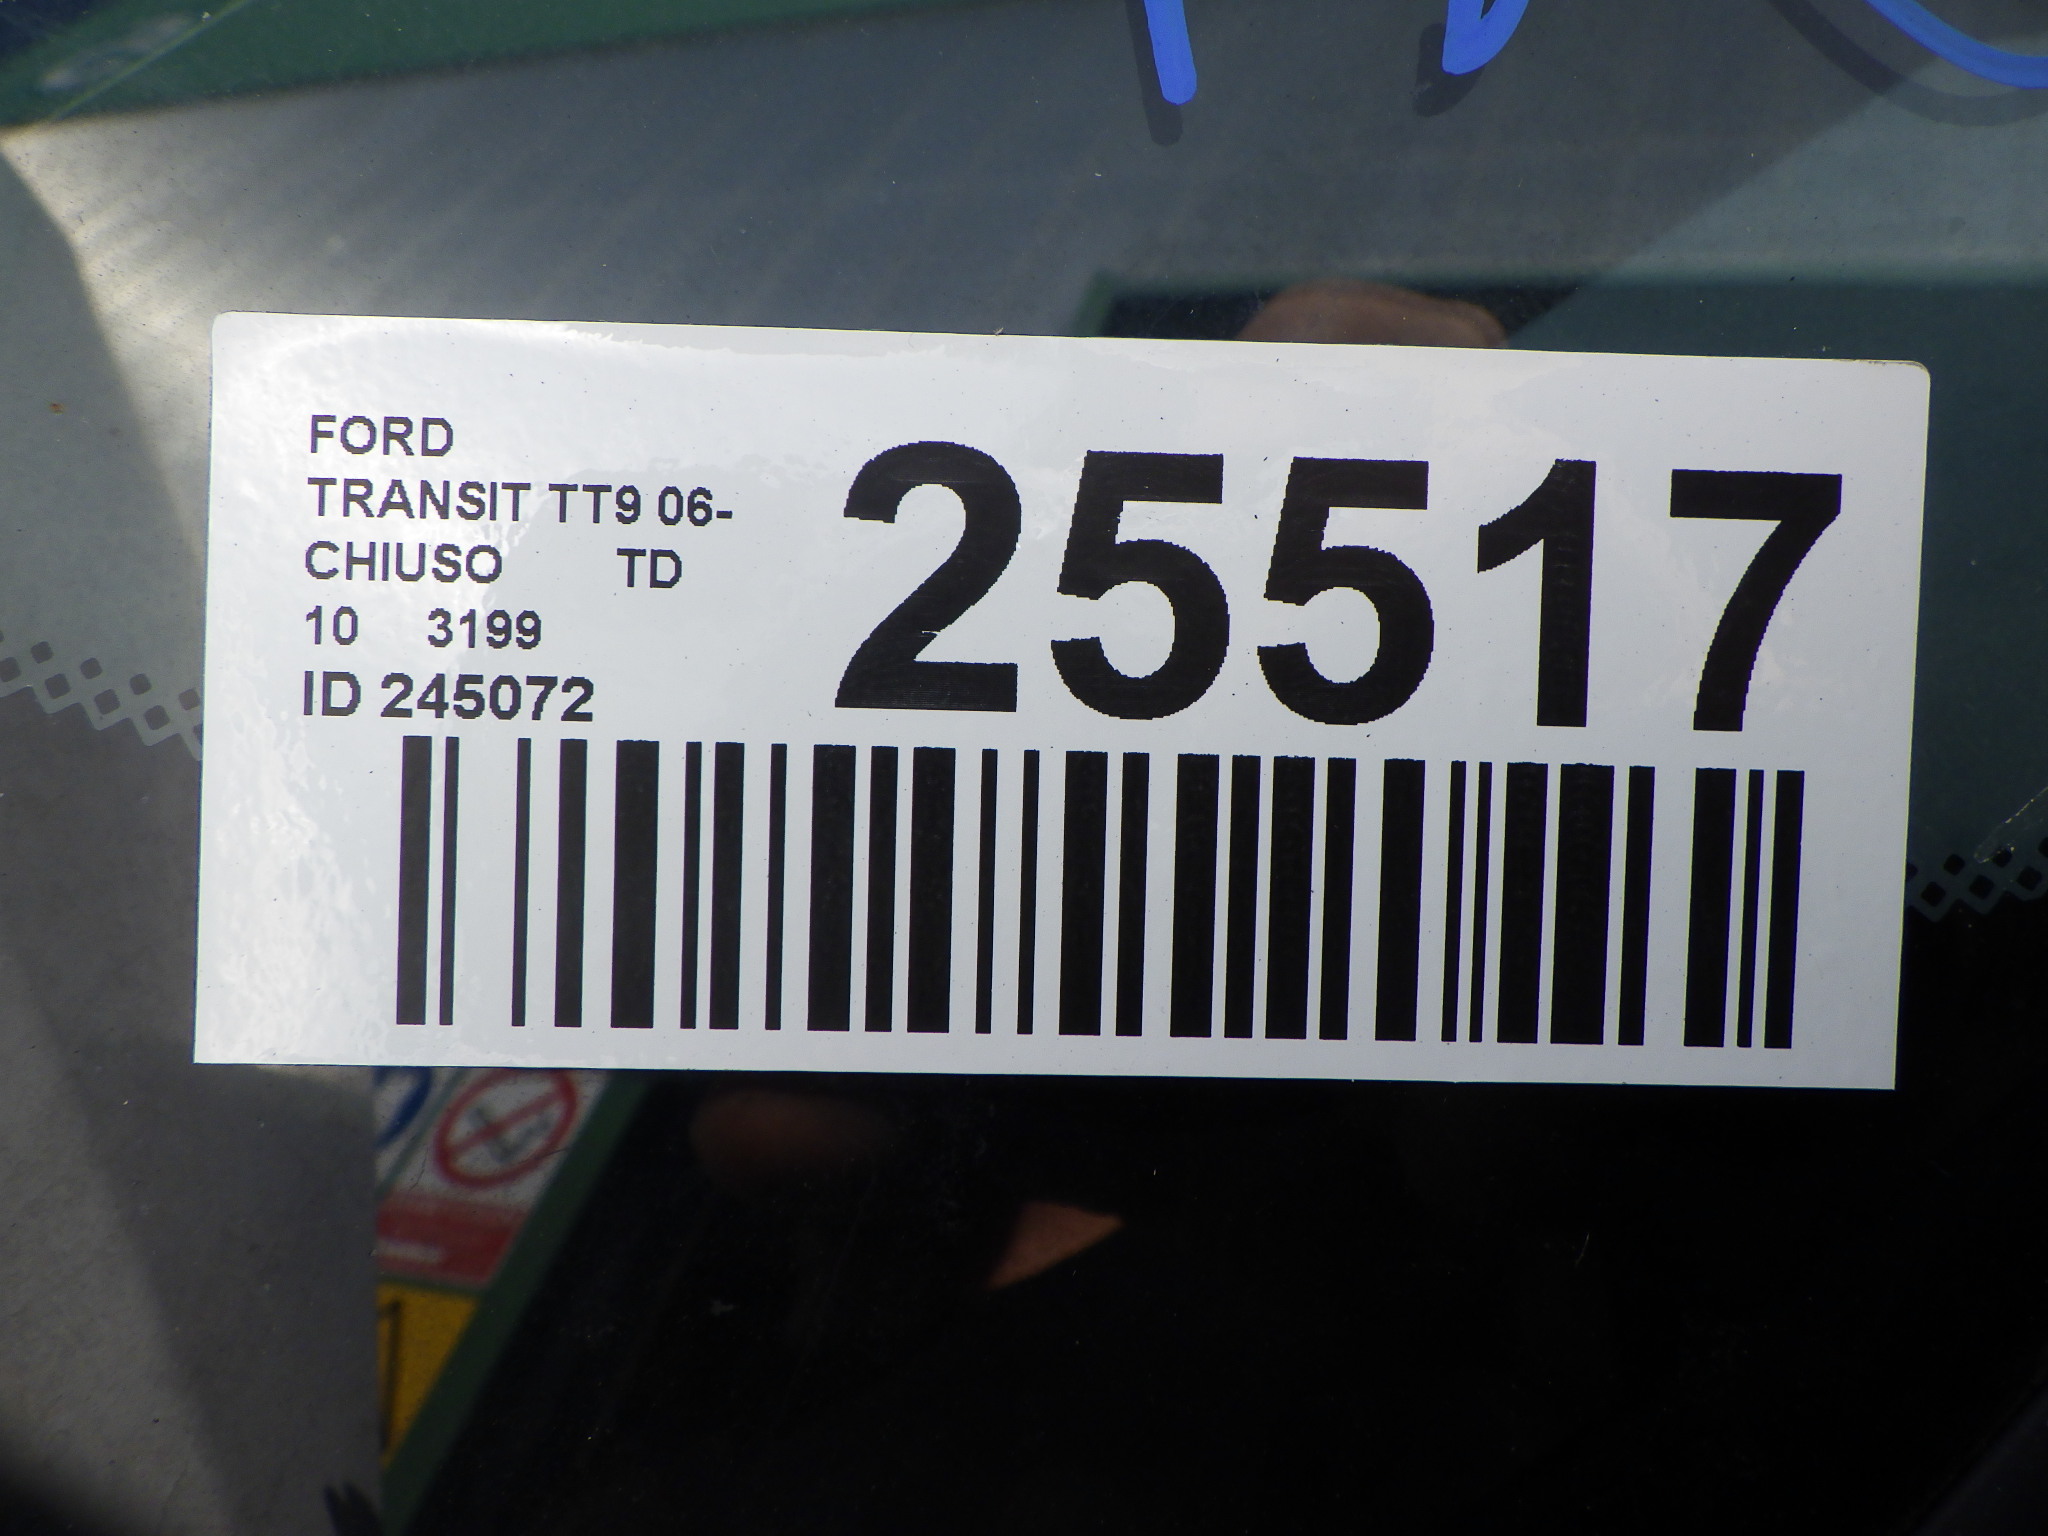 FORD
TRANSIT TT9 06-
CHIUSO TD
10 3199
ID 245072
25517